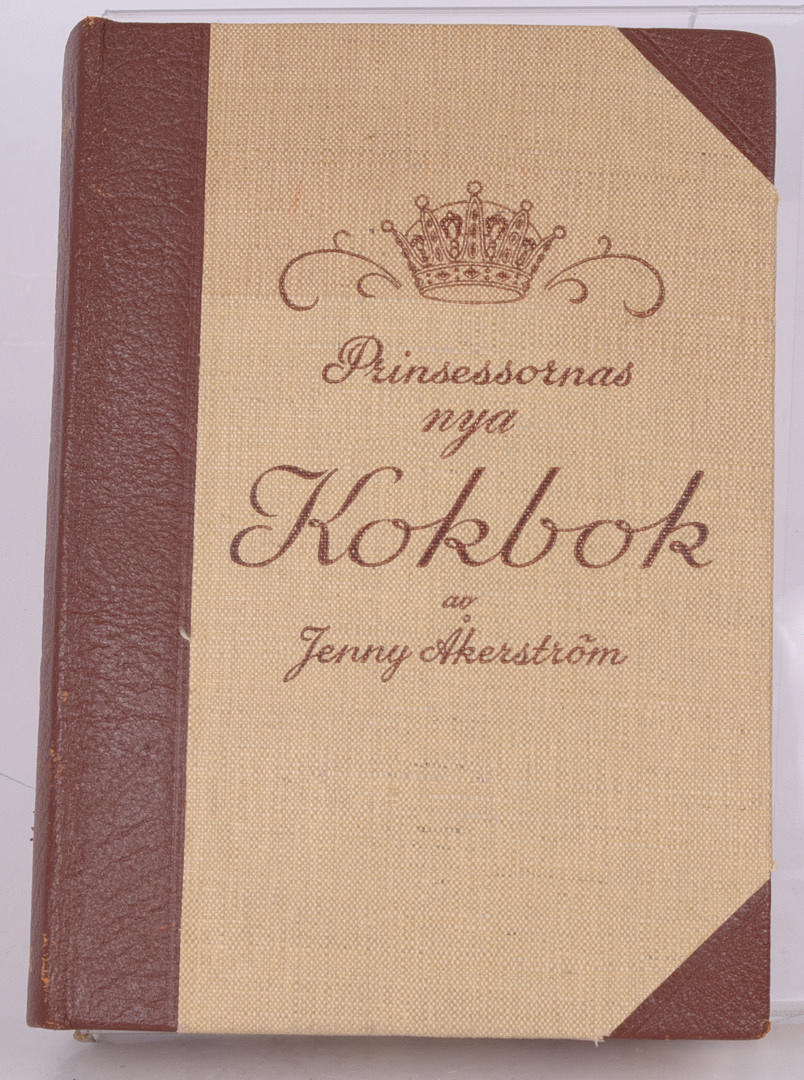 Prinsessornas
nya
Kokbok
av
Jenny Åkerström